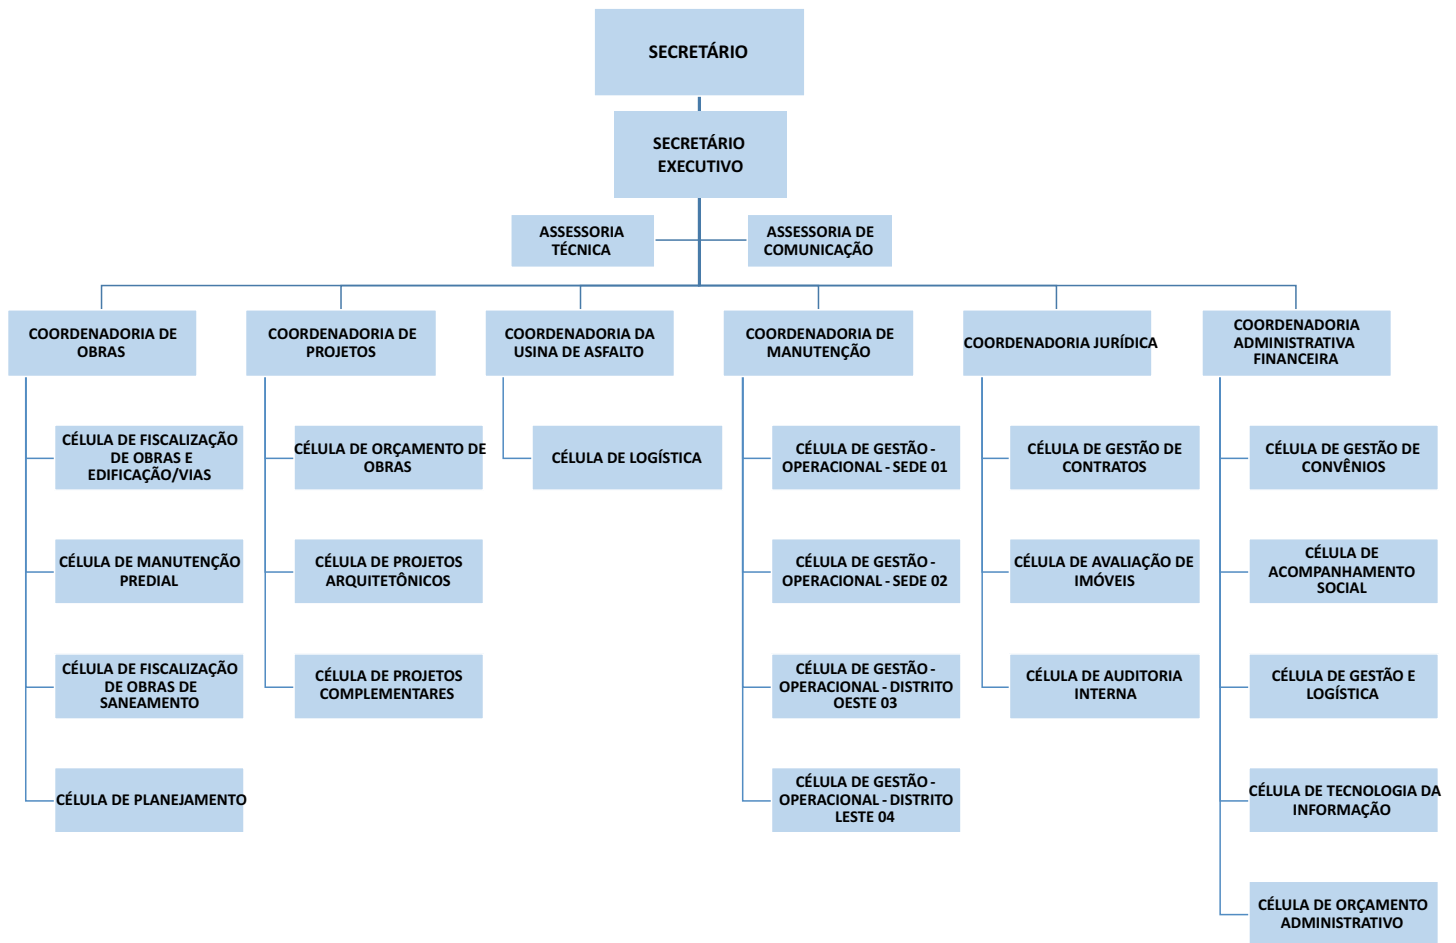 SECRETÁRIO
SECRETÁRIO
EXECUTIVO
ASSESSORIA
TÉCNICA
ASSESSORIA DE
COMUNICAÇÃO
COORDENADORIA DE
OBRAS
COORDENADORIA DE
PROJETOS
COORDENADORIA DA
USINA DE ASFALTO
COORDENADORIA DE
MANUTENÇÃO
COORDENADORIA JURÍDICA
COORDENADORIA
ADMINISTRATIVA
FINANCEIRA
CÉLULA DE FISCALIZAÇÃO
DE OBRAS E
EDIFICAÇÃO/VIAS
CÉLULA DE ORÇAMENTO DE
OBRAS
CÉLULA DE LOGÍSTICA
CÉLULA DE GESTÃO -
OPERACIONAL - SEDE 01
CÉLULA DE GESTÃO DE
CONTRATOS
CÉLULA DE GESTÃO DE
CONVÊNIOS
CÉLULA DE MANUTENÇÃO
PREDIAL
CÉLULA DE PROJETOS
ARQUITETÔNICOS
CÉLULA DE GESTÃO -
OPERACIONAL - SEDE 02
CÉLULA DE AVALIAÇÃO DE
IMÓVEIS
CÉLULA DE
ACOMPANHAMENTO
SOCIAL
CÉLULA DE FISCALIZAÇÃO
DE OBRAS DE
SANEAMENTO
CÉLULA DE PROJETOS
COMPLEMENTARES
CÉLULA DE GESTÃO -
OPERACIONAL - DISTRITO
OESTE 03
CÉLULA DE AUDITORIA
INTERNA
CÉLULA DE GESTÃO E
LOGÍSTICA
CÉLULA DE PLANEJAMENTO
CÉLULA DE GESTÃO -
OPERACIONAL - DISTRITO
LESTE 04
CÉLULA DE TECNOLOGIA DA
INFORMAÇÃO
CÉLULA DE ORÇAMENTO
ADMINISTRATIVO